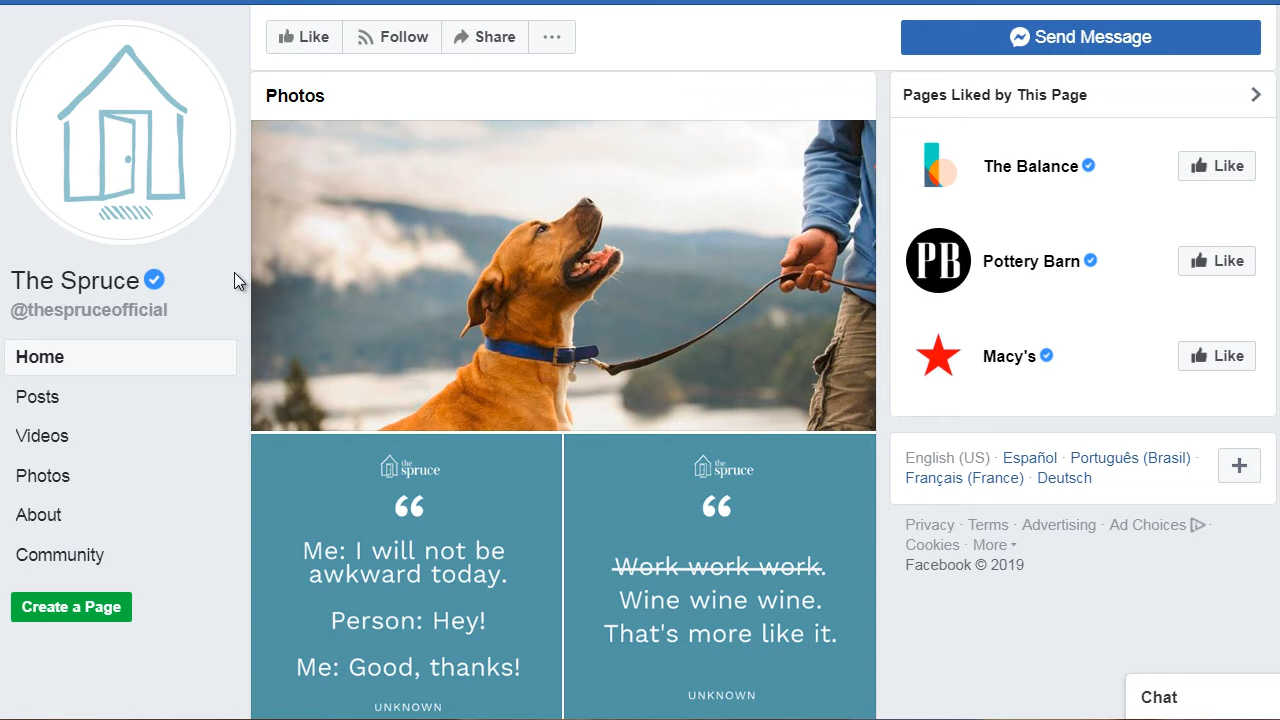 Like
Follow
Share
Send Message
The Spruce
@thespruceofficial
Home
Posts
Videos
Photos
About
Community
Create a Page
Photos
the spruce
“
Me: I will not be
awkward today.
Person: Hey!
Me: Good, thanks!
UNKNOWN
the spruce
“
Work work work.
Wine wine wine.
That's more like it.
UNKNOWN
Pages Liked by This Page
The Balance
Like
PB
Pottery Barn
Like
Macy's
Like
English (US) · Español · Português (Brasil) ·
Français (France) · Deutsch
Privacy · Terms · Advertising · Ad Choices ·
Cookies · More
Facebook © 2019
Chat